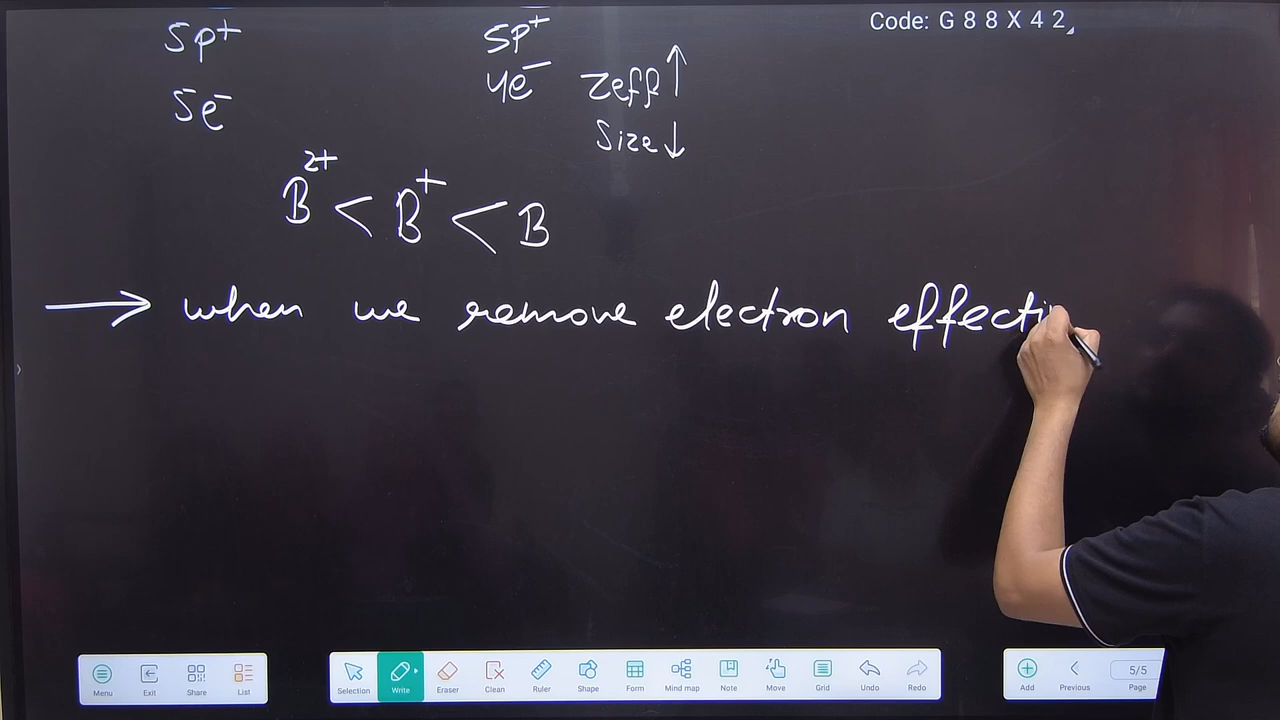 Code: G 8 8 X 4 2
5p⁺ 5p⁺
5e⁻ 4e⁻ Zeff↑
Size↓
B²⁺ < B⁺ < B
→ when we remove electron effecti
Menu Exit Share List Selection Write Eraser Clean Ruler Shape Form Mind map Note Move Grid Undo Redo Add Previous 5/5 Page